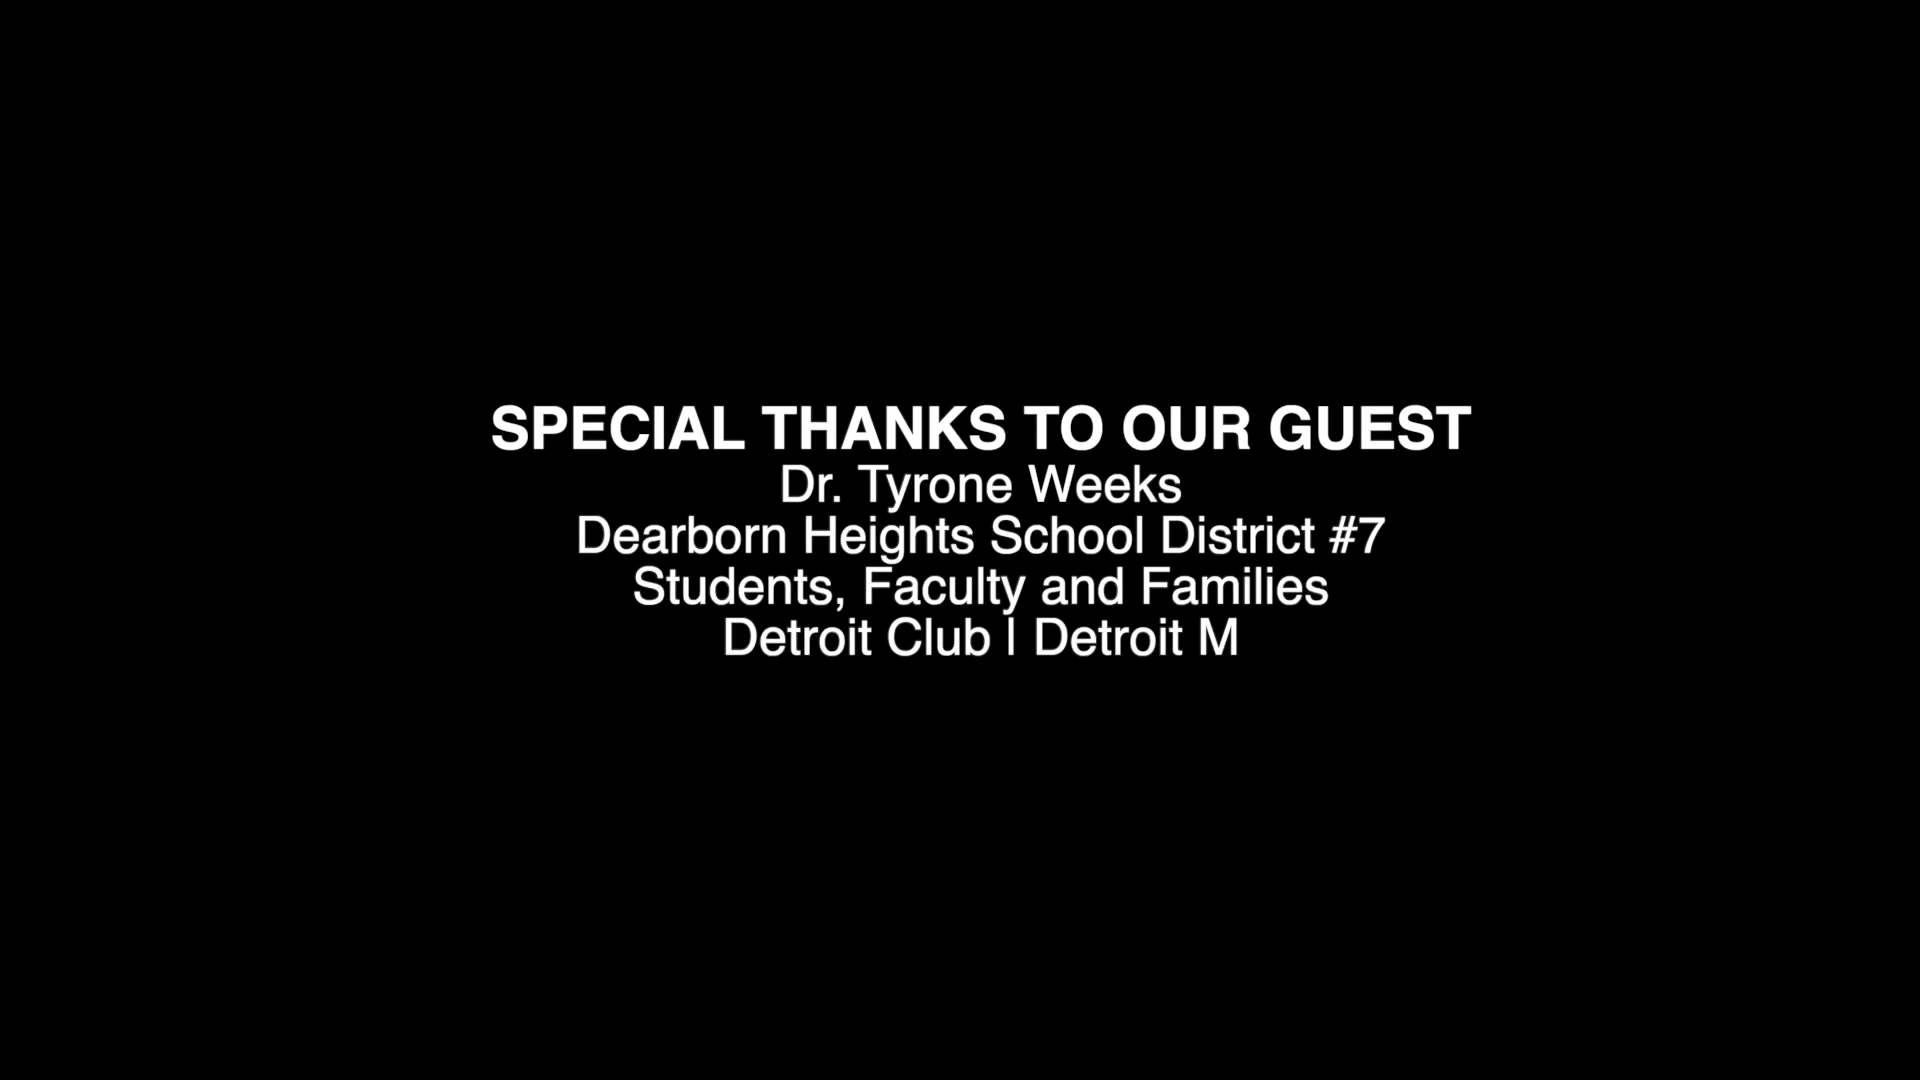 SPECIAL THANKS TO OUR GUEST
Dr. Tyrone Weeks
Dearborn Heights School District #7
Students, Faculty and Families
Detroit Club | Detroit M